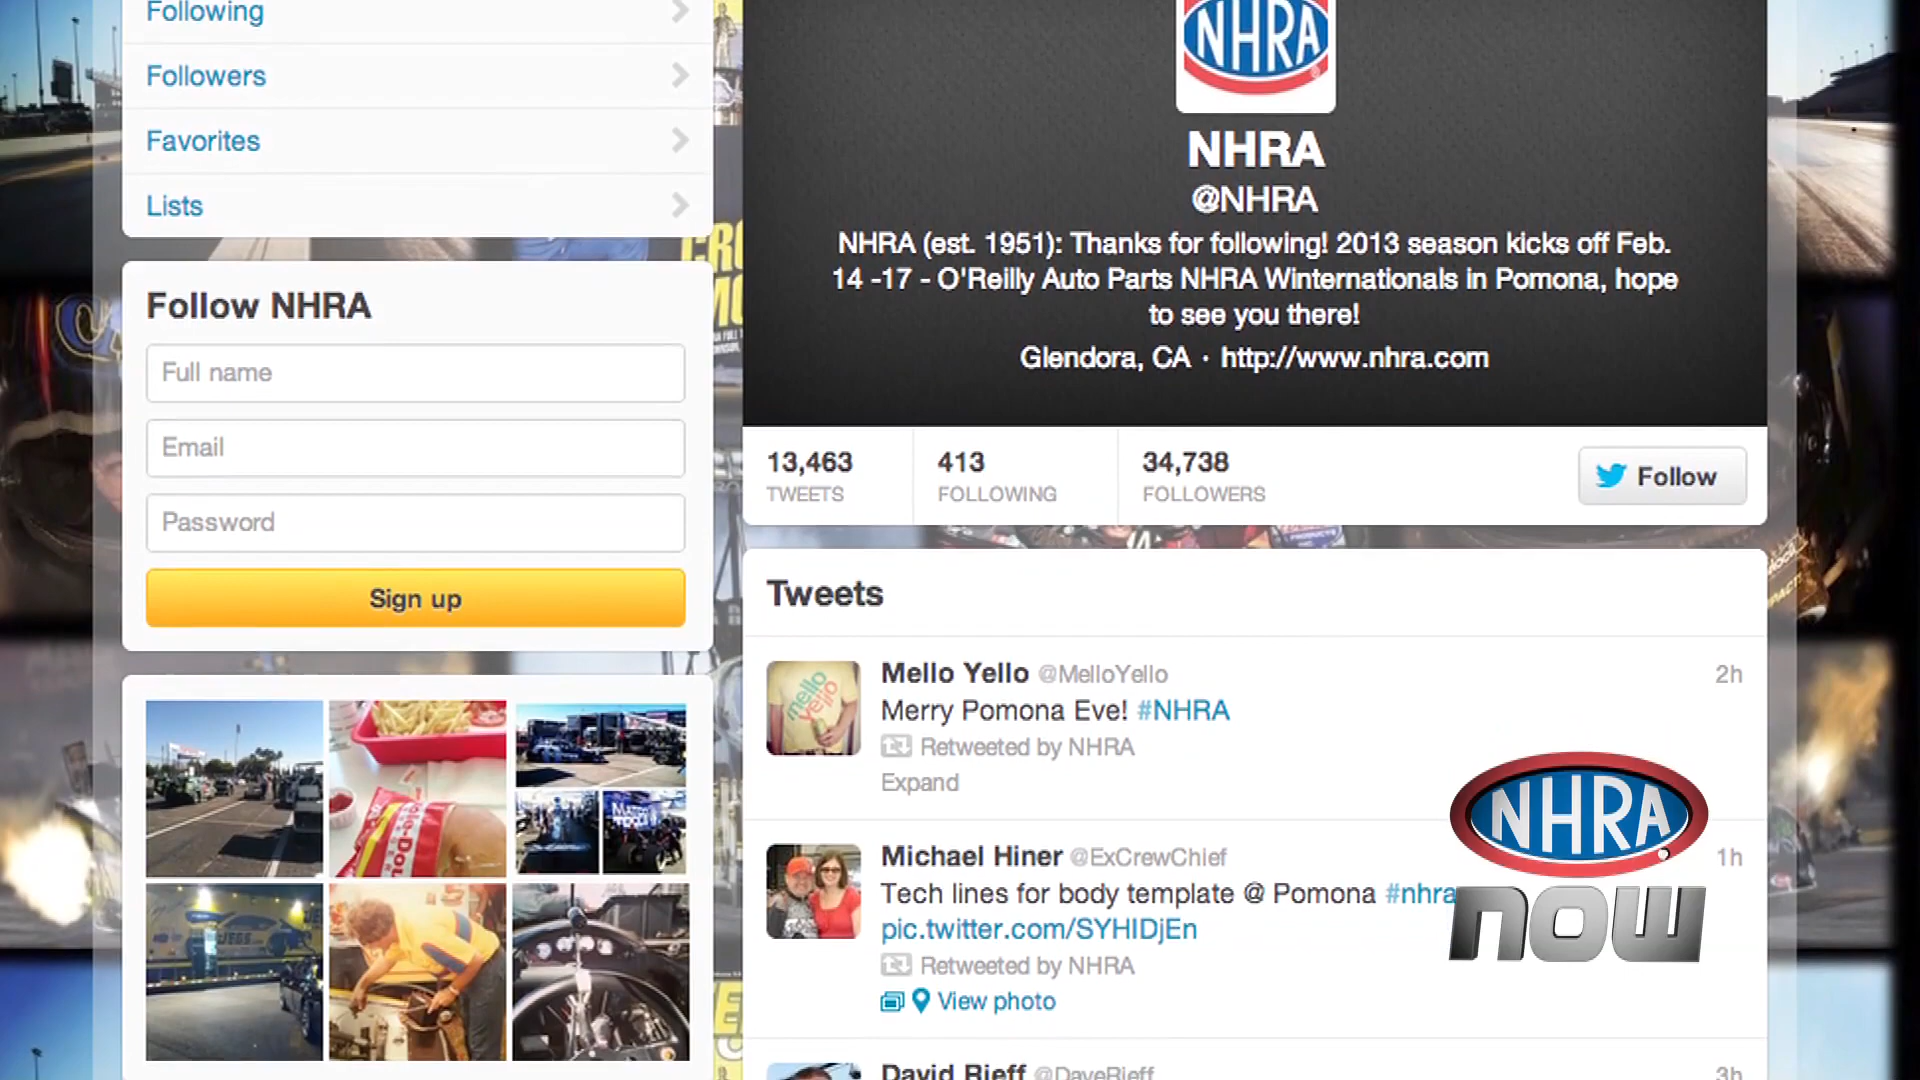 Following
Followers
Favorites
Lists
Follow NHRA
Full name
Email
Password
Sign up
NHRA
NHRA
@NHRA
NHRA (est. 1951): Thanks for following! 2013 season kicks off Feb.
14 -17 - O'Reilly Auto Parts NHRA Winternationals in Pomona, hope
to see you there!
Glendora, CA · http://www.nhra.com
13,463
TWEETS
413
FOLLOWING
34,738
FOLLOWERS
Follow
Tweets
Mello Yello @MelloYello 2h
Merry Pomona Eve! #NHRA
Retweeted by NHRA
Expand
Michael Hiner @ExCrewChief 1h
Tech lines for body template @ Pomona #nhra
pic.twitter.com/SYHIDjEn
Retweeted by NHRA
View photo
David Rieff @DaveRieff 3h
NHRA
now
mello
yello